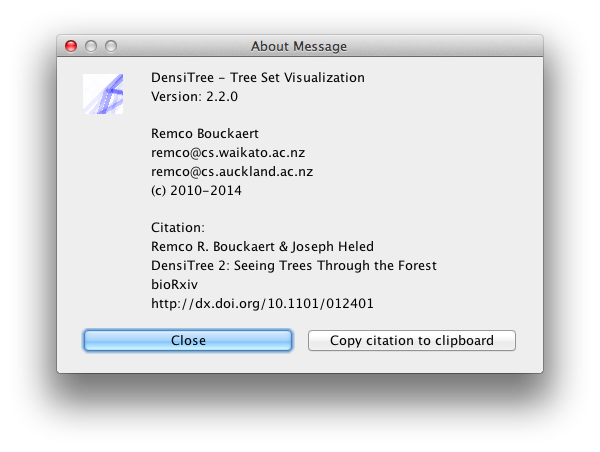 About Message
DensiTree - Tree Set Visualization
Version: 2.2.0
Remco Bouckaert
remco@cs.waikato.ac.nz
remco@cs.auckland.ac.nz
(c) 2010-2014
Citation:
Remco R. Bouckaert & Joseph Heled
DensiTree 2: Seeing Trees Through the Forest
bioRxiv
http://dx.doi.org/10.1101/012401
Close
Copy citation to clipboard